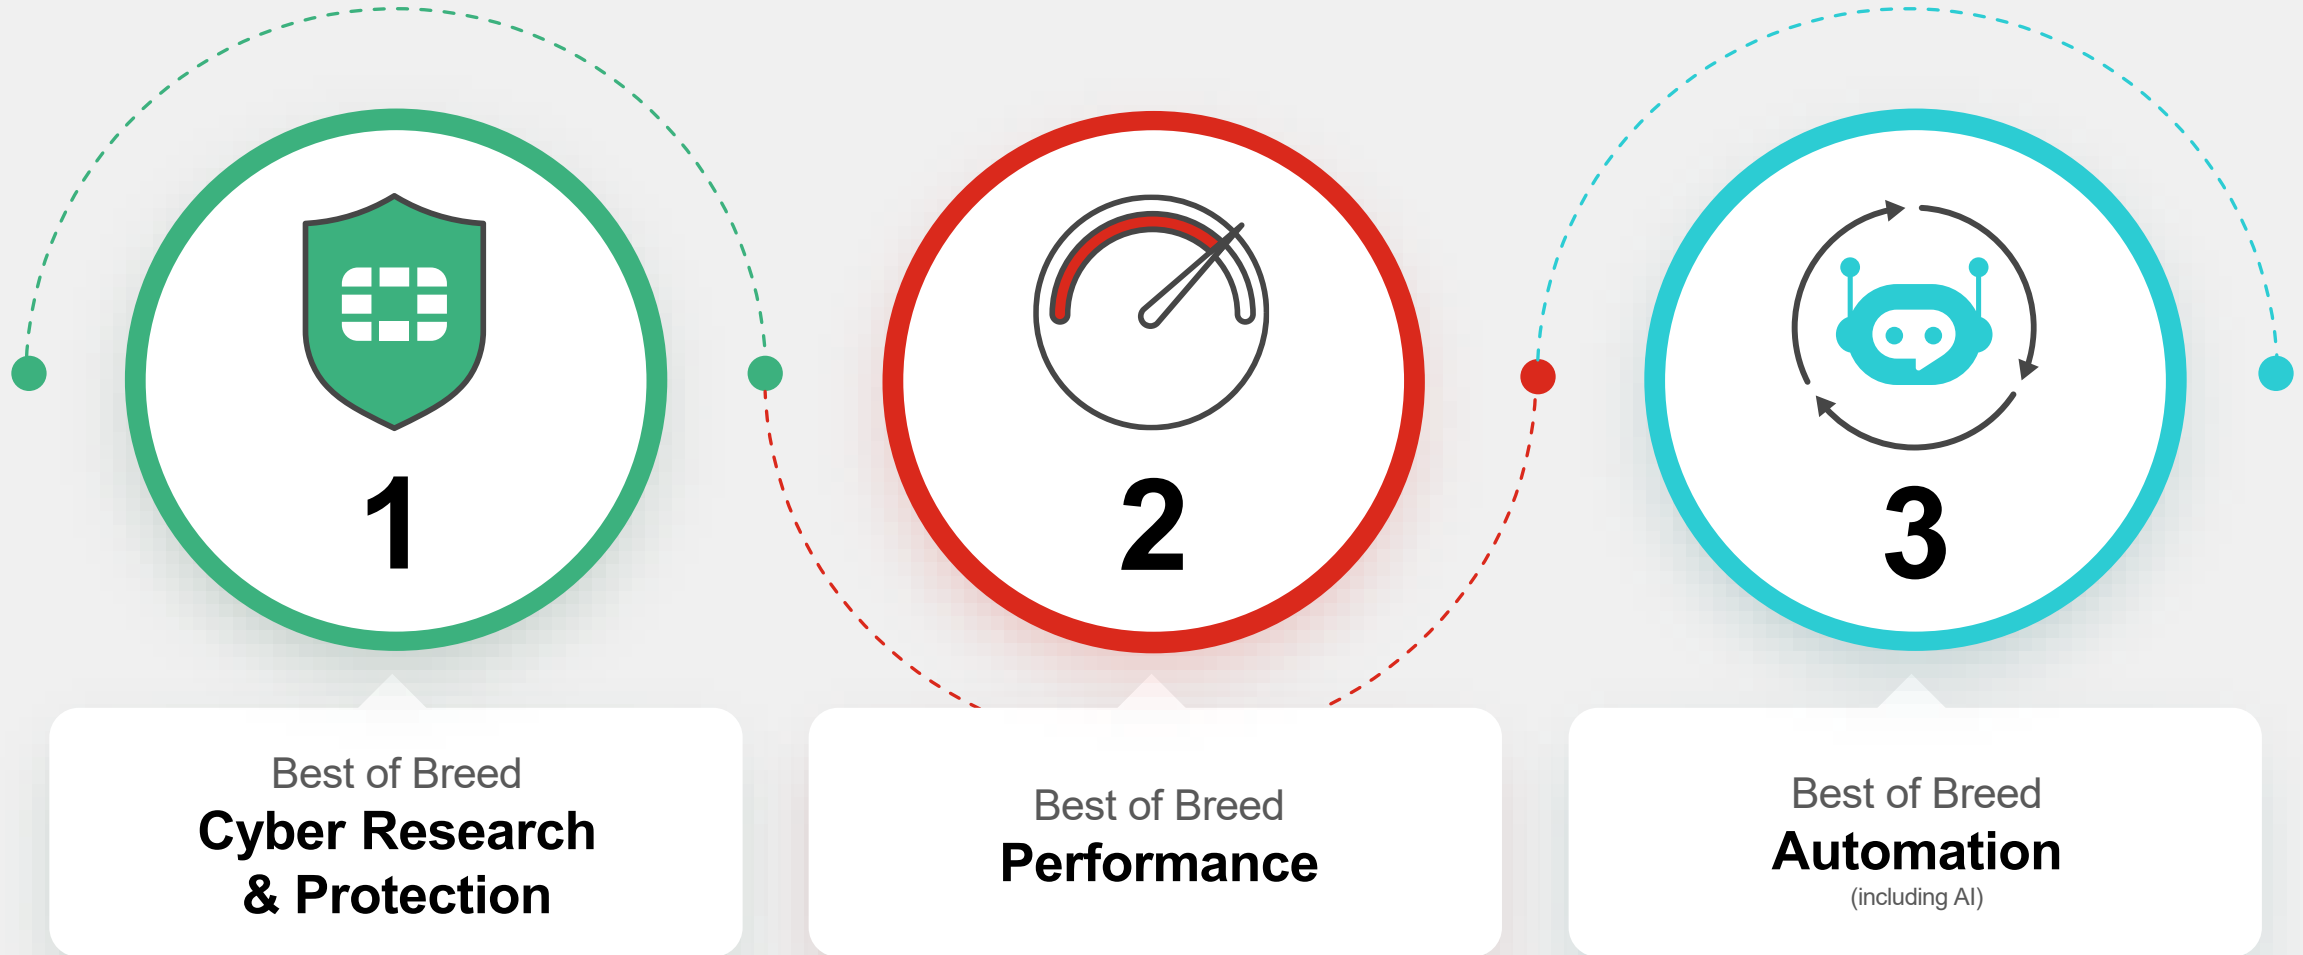 1
Best of Breed
Cyber Research
& Protection
2
Best of Breed
Performance
3
Best of Breed
Automation
(including AI)